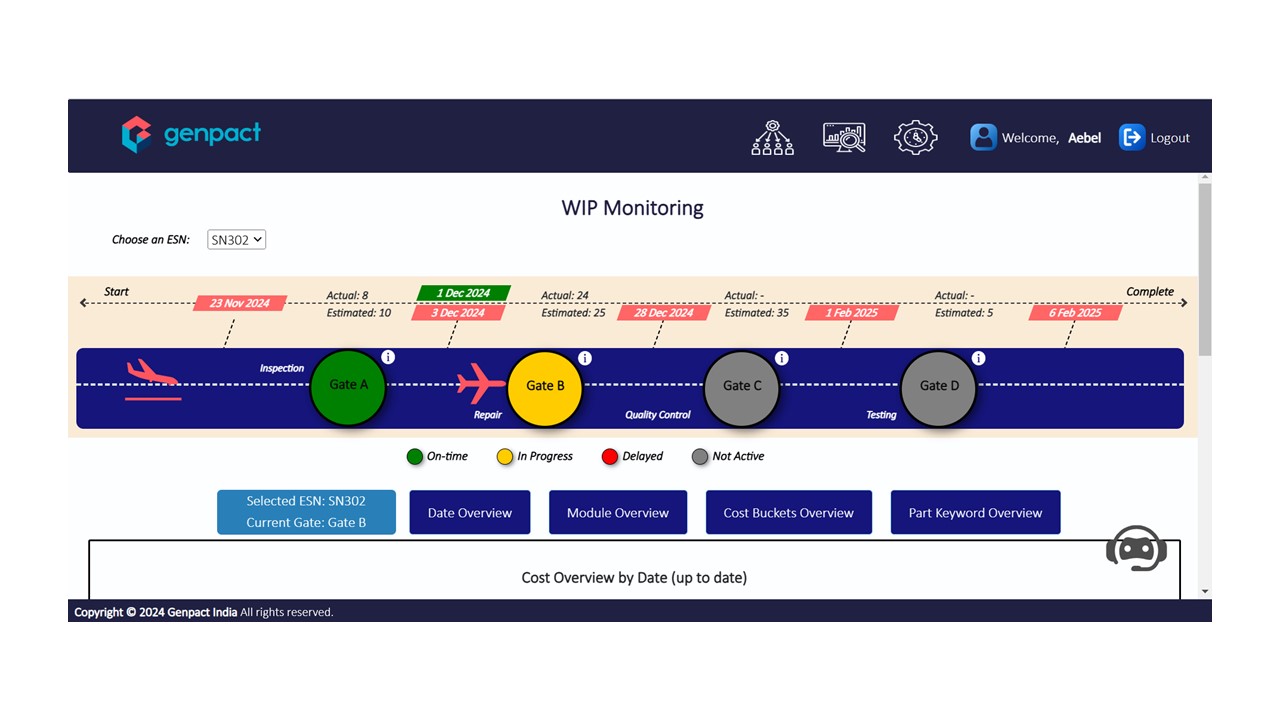 genpact
Welcome, Aebel
Logout
WIP Monitoring
Choose an ESN: SN302
Start
Complete
23 Nov 2024
Actual: 8
Estimated: 10
1 Dec 2024
3 Dec 2024
Actual: 24
Estimated: 25
28 Dec 2024
Actual: -
Estimated: 35
1 Feb 2025
Actual: -
Estimated: 5
6 Feb 2025
Inspection
Gate A
i
Repair
Gate B
i
Quality Control
Gate C
i
Testing
Gate D
i
On-time
In Progress
Delayed
Not Active
Selected ESN: SN302
Current Gate: Gate B
Date Overview
Module Overview
Cost Buckets Overview
Part Keyword Overview
Cost Overview by Date (up to date)
Copyright © 2024 Genpact India All rights reserved.